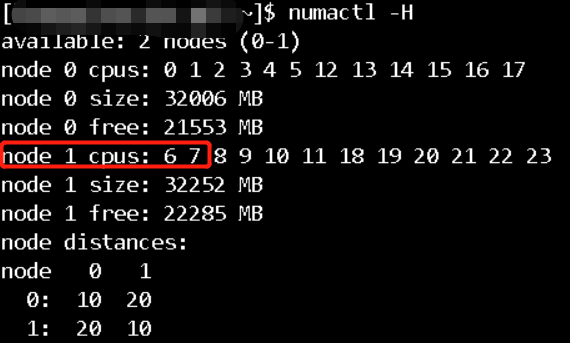 [ ~]$ numactl -H
available: 2 nodes (0-1)
node 0 cpus: 0 1 2 3 4 5 12 13 14 15 16 17
node 0 size: 32006 MB
node 0 free: 21553 MB
node 1 cpus: 6 7 8 9 10 11 18 19 20 21 22 23
node 1 size: 32252 MB
node 1 free: 22285 MB
node distances:
node 0 1
0: 10 20
1: 20 10